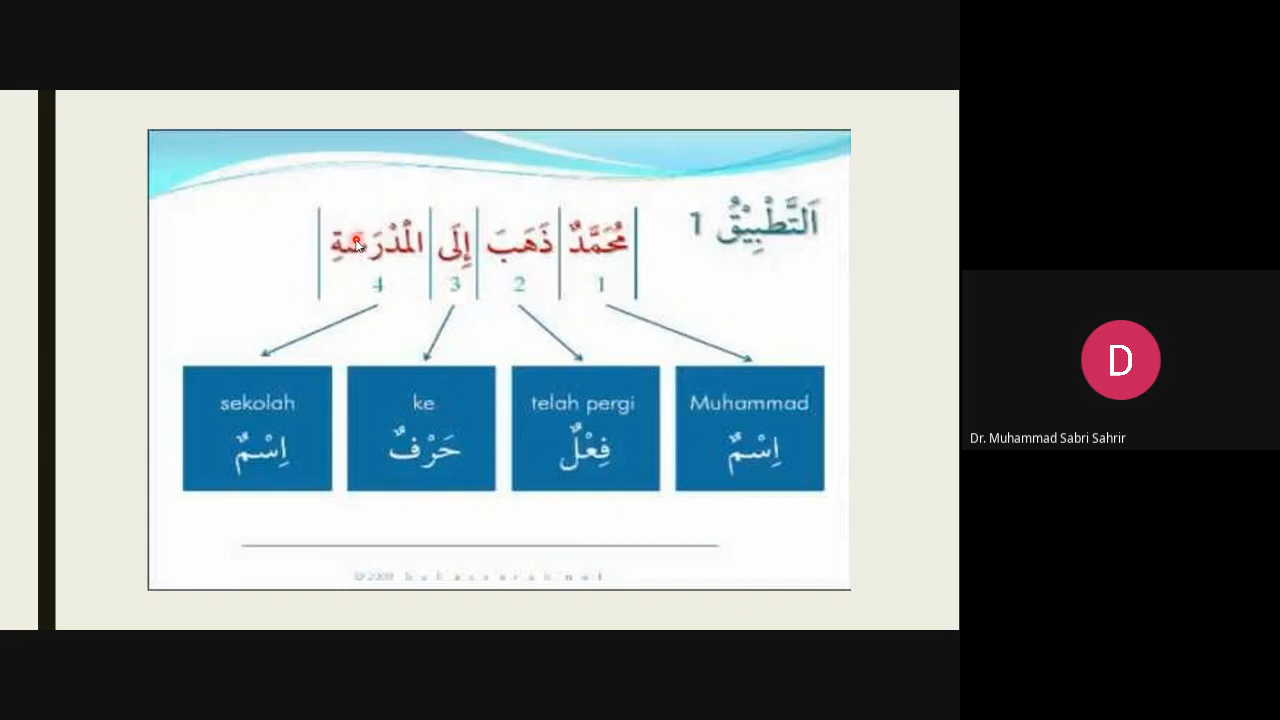 اَلتَّطْبِيْقُ 1
مُحَمَّدٌ ذَهَبَ إِلَى الْمَدْرَسَةِ
1 2 3 4
Muhammad
اِسْمٌ
telah pergi
فِعْلٌ
ke
حَرْفٌ
sekolah
اِسْمٌ
D
Dr. Muhammad Sabri Sahrir